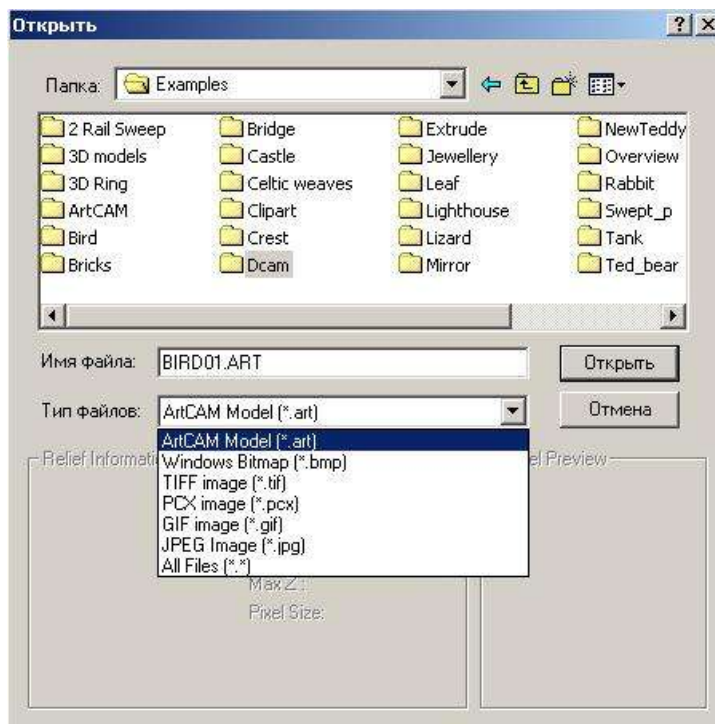 Открыть
Папка: Examples
2 Rail Sweep Bridge Extrude NewTeddy
3D models Castle Jewellery Overview
3D Ring Celtic weaves Leaf Rabbit
ArtCAM Clipart Lighthouse Swept_p
Bird Crest Lizard Tank
Bricks Dcam Mirror Ted_bear
Имя файла: BIRD01.ART Открыть
Тип файлов: ArtCAM Model (*.art) Отмена
ArtCAM Model (*.art)
Relief Informati el Preview
Windows Bitmap (*.bmp)
TIFF image (*.tif)
PCX image (*.pcx)
GIF image (*.gif)
JPEG Image (*.jpg)
All Files (*.*)
Max Z :
Pixel Size: